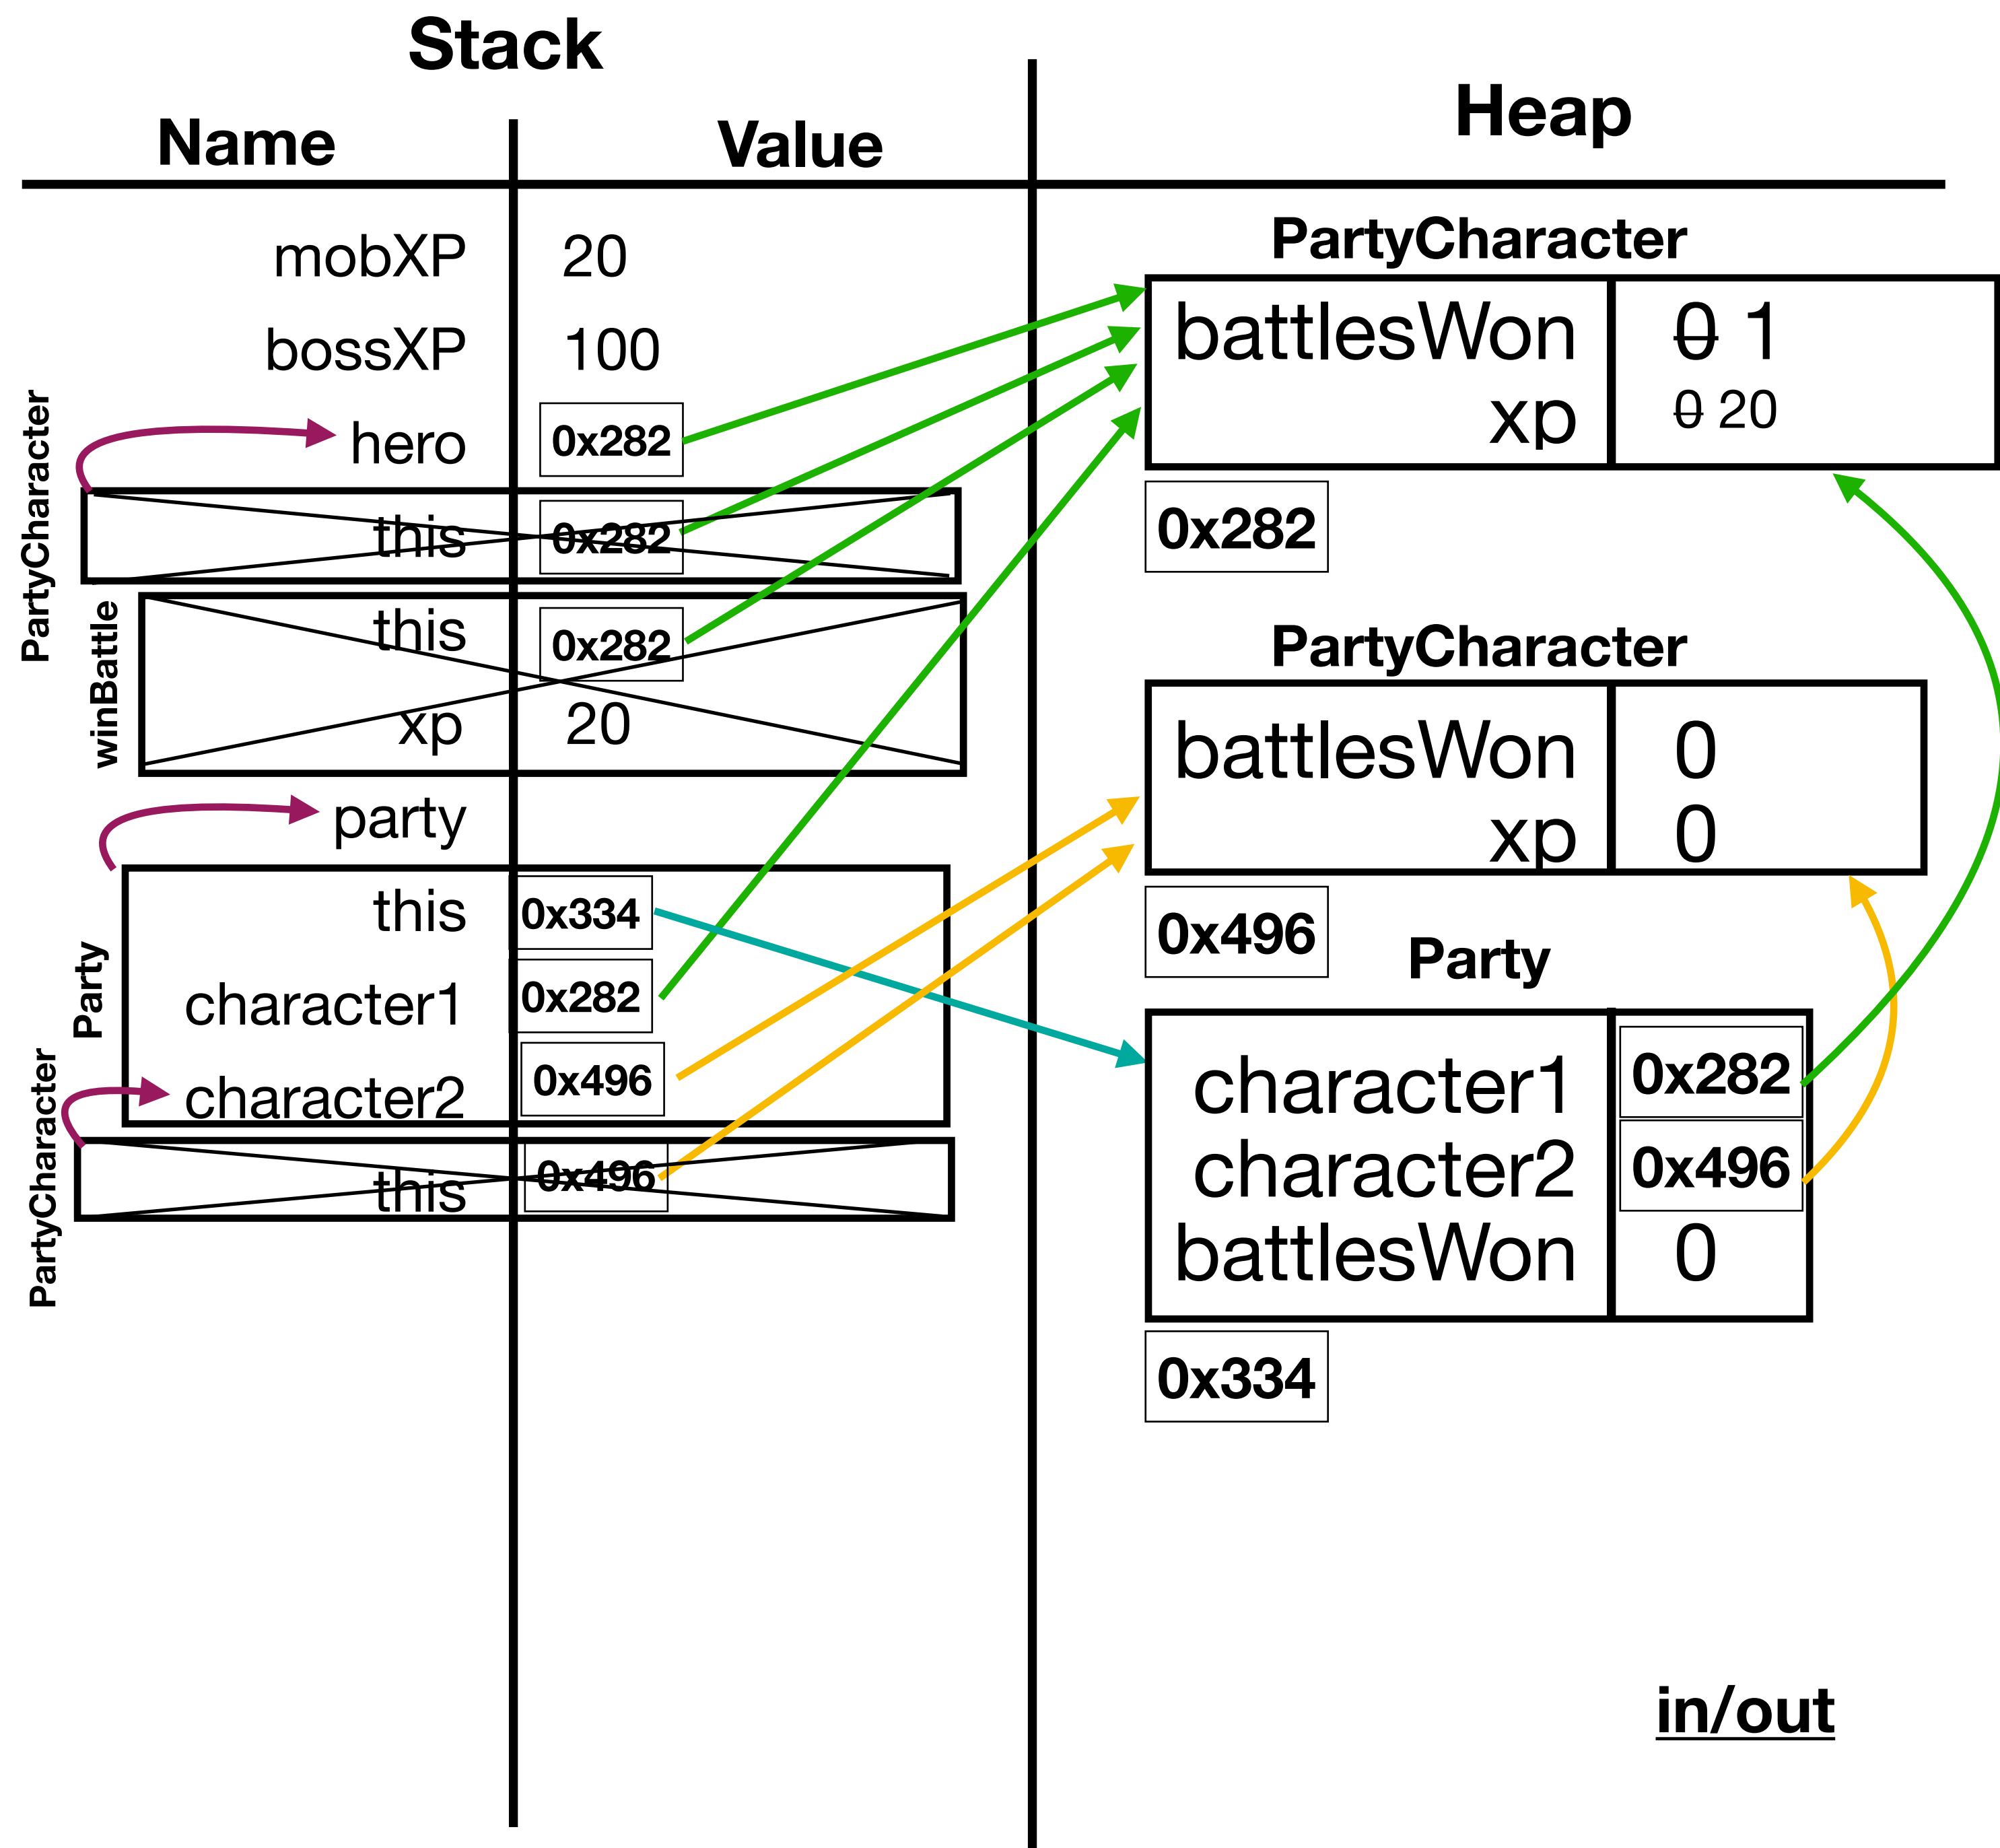 Stack
Name
Value
Heap
mobXP 20
bossXP 100
hero 0x282
PartyCharacter
this 0x282
winBattle
this 0x282
xp 20
party
Party
this 0x334
character1 0x282
character2 0x496
PartyCharacter
this 0x496
PartyCharacter
battlesWon 0 1
xp 0 20
0x282
PartyCharacter
battlesWon 0
xp 0
0x496
Party
character1 0x282
character2 0x496
battlesWon 0
0x334
in/out